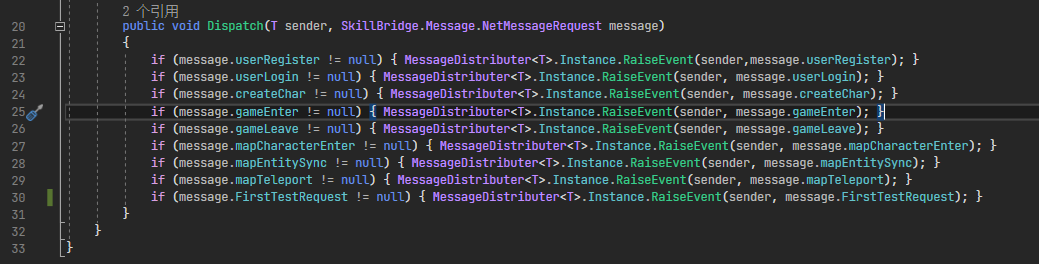 2 个引用
20 public void Dispatch(T sender, SkillBridge.Message.NetMessageRequest message)
21 {
22 if (message.userRegister != null) { MessageDistributer<T>.Instance.RaiseEvent(sender,message.userRegister); }
23 if (message.userLogin != null) { MessageDistributer<T>.Instance.RaiseEvent(sender, message.userLogin); }
24 if (message.createChar != null) { MessageDistributer<T>.Instance.RaiseEvent(sender, message.createChar); }
25 if (message.gameEnter != null) { MessageDistributer<T>.Instance.RaiseEvent(sender, message.gameEnter); }
26 if (message.gameLeave != null) { MessageDistributer<T>.Instance.RaiseEvent(sender, message.gameLeave); }
27 if (message.mapCharacterEnter != null) { MessageDistributer<T>.Instance.RaiseEvent(sender, message.mapCharacterEnter); }
28 if (message.mapEntitySync != null) { MessageDistributer<T>.Instance.RaiseEvent(sender, message.mapEntitySync); }
29 if (message.mapTeleport != null) { MessageDistributer<T>.Instance.RaiseEvent(sender, message.mapTeleport); }
30 if (message.FirstTestRequest != null) { MessageDistributer<T>.Instance.RaiseEvent(sender, message.FirstTestRequest); }
31 }
32 }
33 }